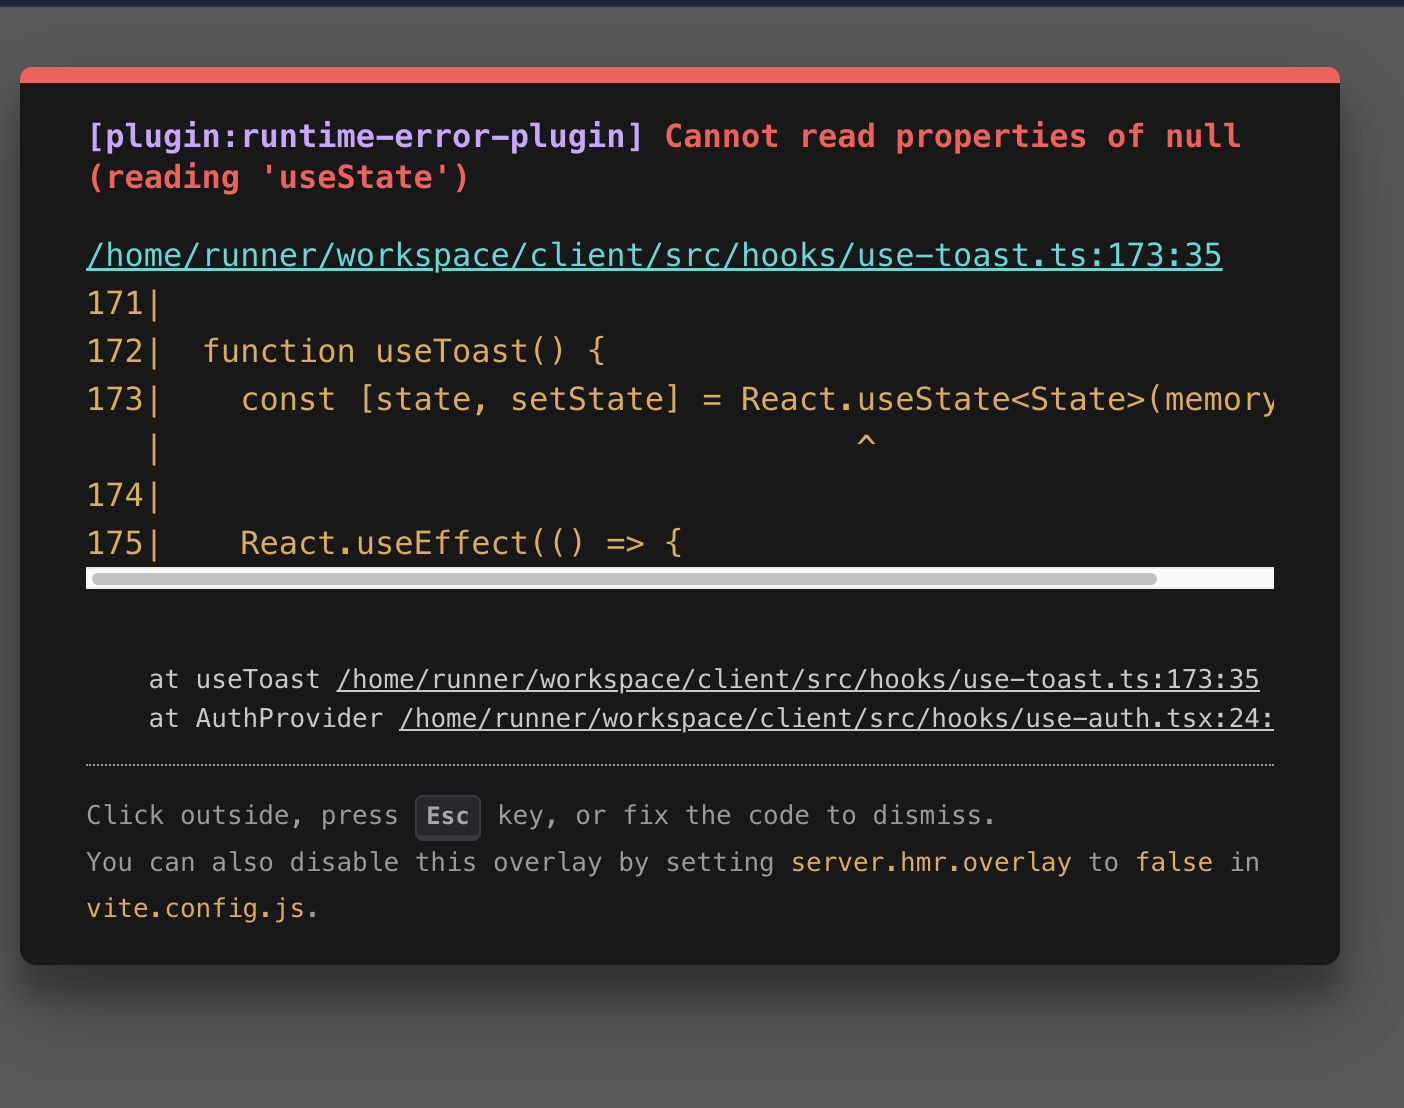 [plugin:runtime-error-plugin] Cannot read properties of null
(reading 'useState')
/home/runner/workspace/client/src/hooks/use-toast.ts:173:35
171|
172|  function useToast() {
173|    const [state, setState] = React.useState<State>(memory
   |                                    ^
174|
175|    React.useEffect(() => {
at useToast /home/runner/workspace/client/src/hooks/use-toast.ts:173:35
at AuthProvider /home/runner/workspace/client/src/hooks/use-auth.tsx:24:
Click outside, press Esc key, or fix the code to dismiss.
You can also disable this overlay by setting server.hmr.overlay to false in
vite.config.js.